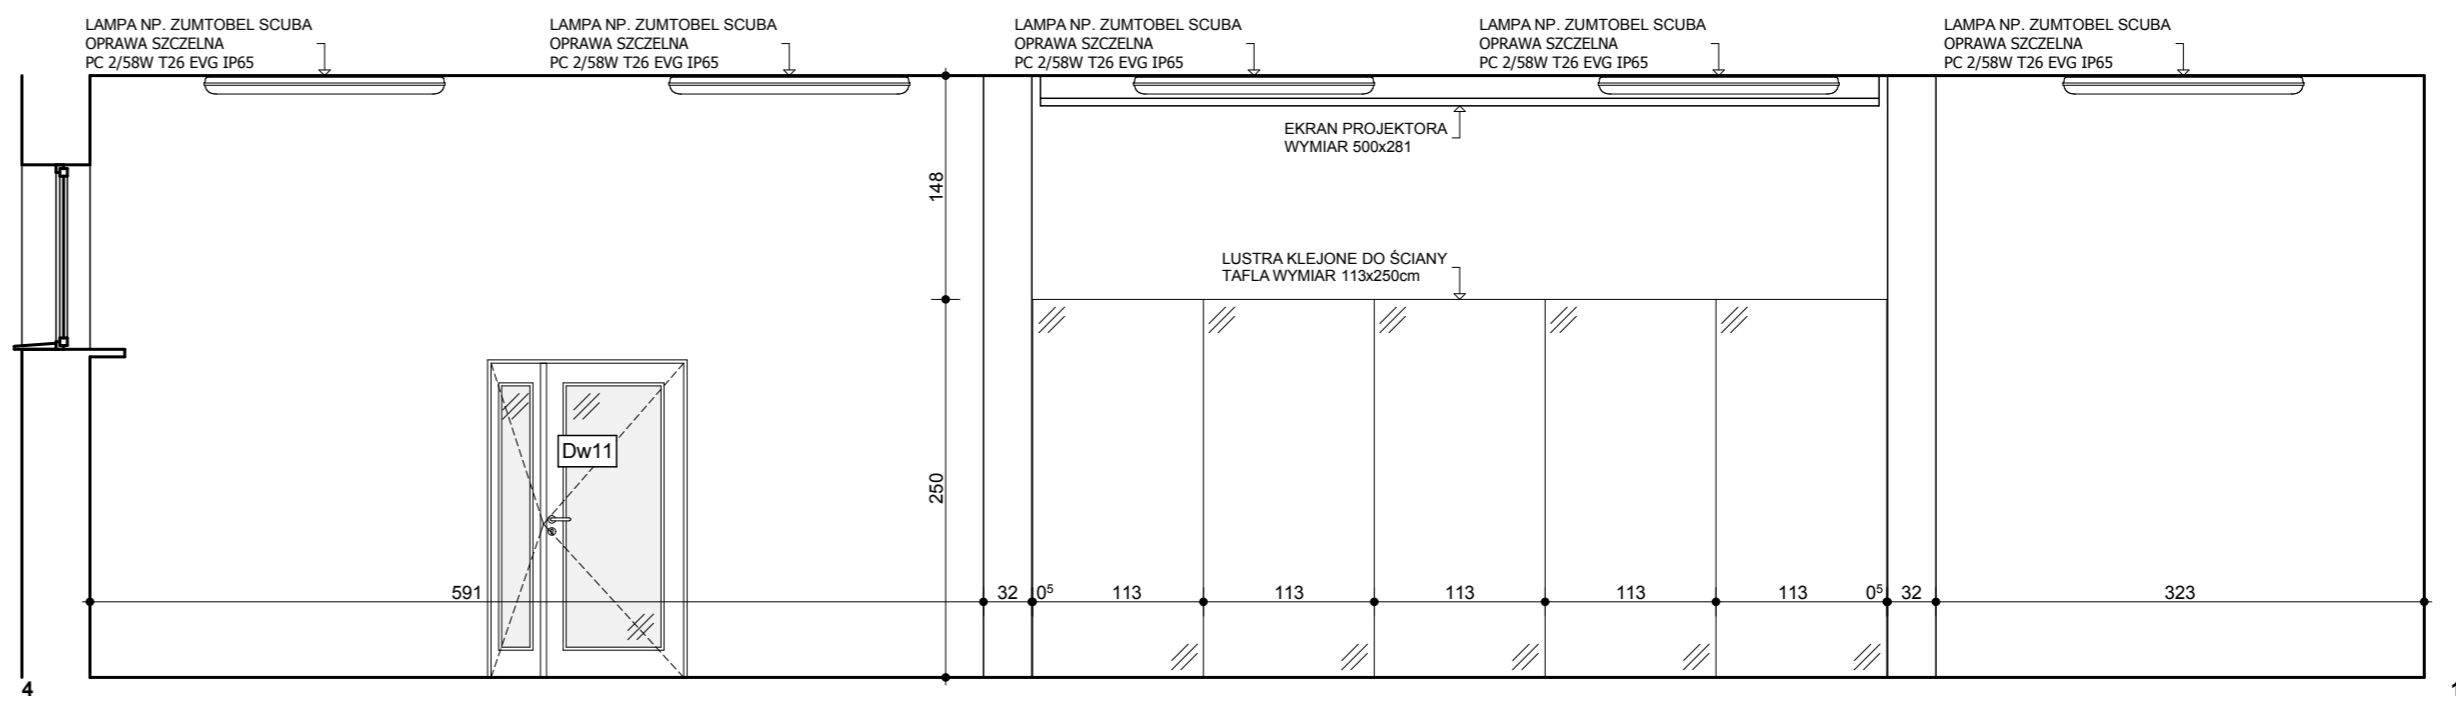 LAMPA NP. ZUMTOBEL SCUBA
OPRAWA SZCZELNA
PC 2/58W T26 EVG IP65
LAMPA NP. ZUMTOBEL SCUBA
OPRAWA SZCZELNA
PC 2/58W T26 EVG IP65
LAMPA NP. ZUMTOBEL SCUBA
OPRAWA SZCZELNA
PC 2/58W T26 EVG IP65
LAMPA NP. ZUMTOBEL SCUBA
OPRAWA SZCZELNA
PC 2/58W T26 EVG IP65
LAMPA NP. ZUMTOBEL SCUBA
OPRAWA SZCZELNA
PC 2/58W T26 EVG IP65
EKRAN PROJEKTORA
WYMIAR 500x281
148
LUSTRA KLEJONE DO ŚCIANY
TAFLA WYMIAR 113x250cm
Dw11
250
591
32
0⁵
113
113
113
113
113
0⁵
32
323
4
1